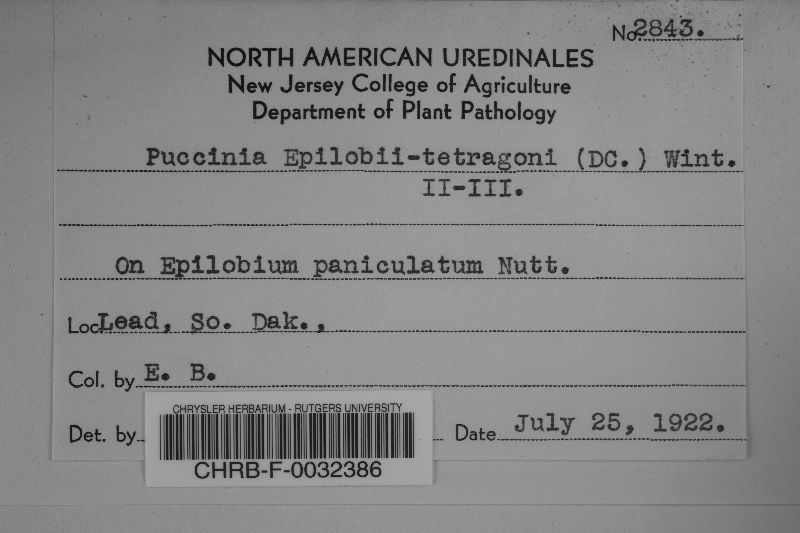 No. 2843.
NORTH AMERICAN UREDINALES
New Jersey College of Agriculture
Department of Plant Pathology
Puccinia Epilobii-tetragoni (DC.) Wint.
II-III.
On Epilobium paniculatum Nutt.
Loc. Lead, So. Dak.,
Col. by E. B.
Det. by
Date July 25, 1922.
CHRYSLER HERBARIUM - RUTGERS UNIVERSITY
CHRB-F-0032386